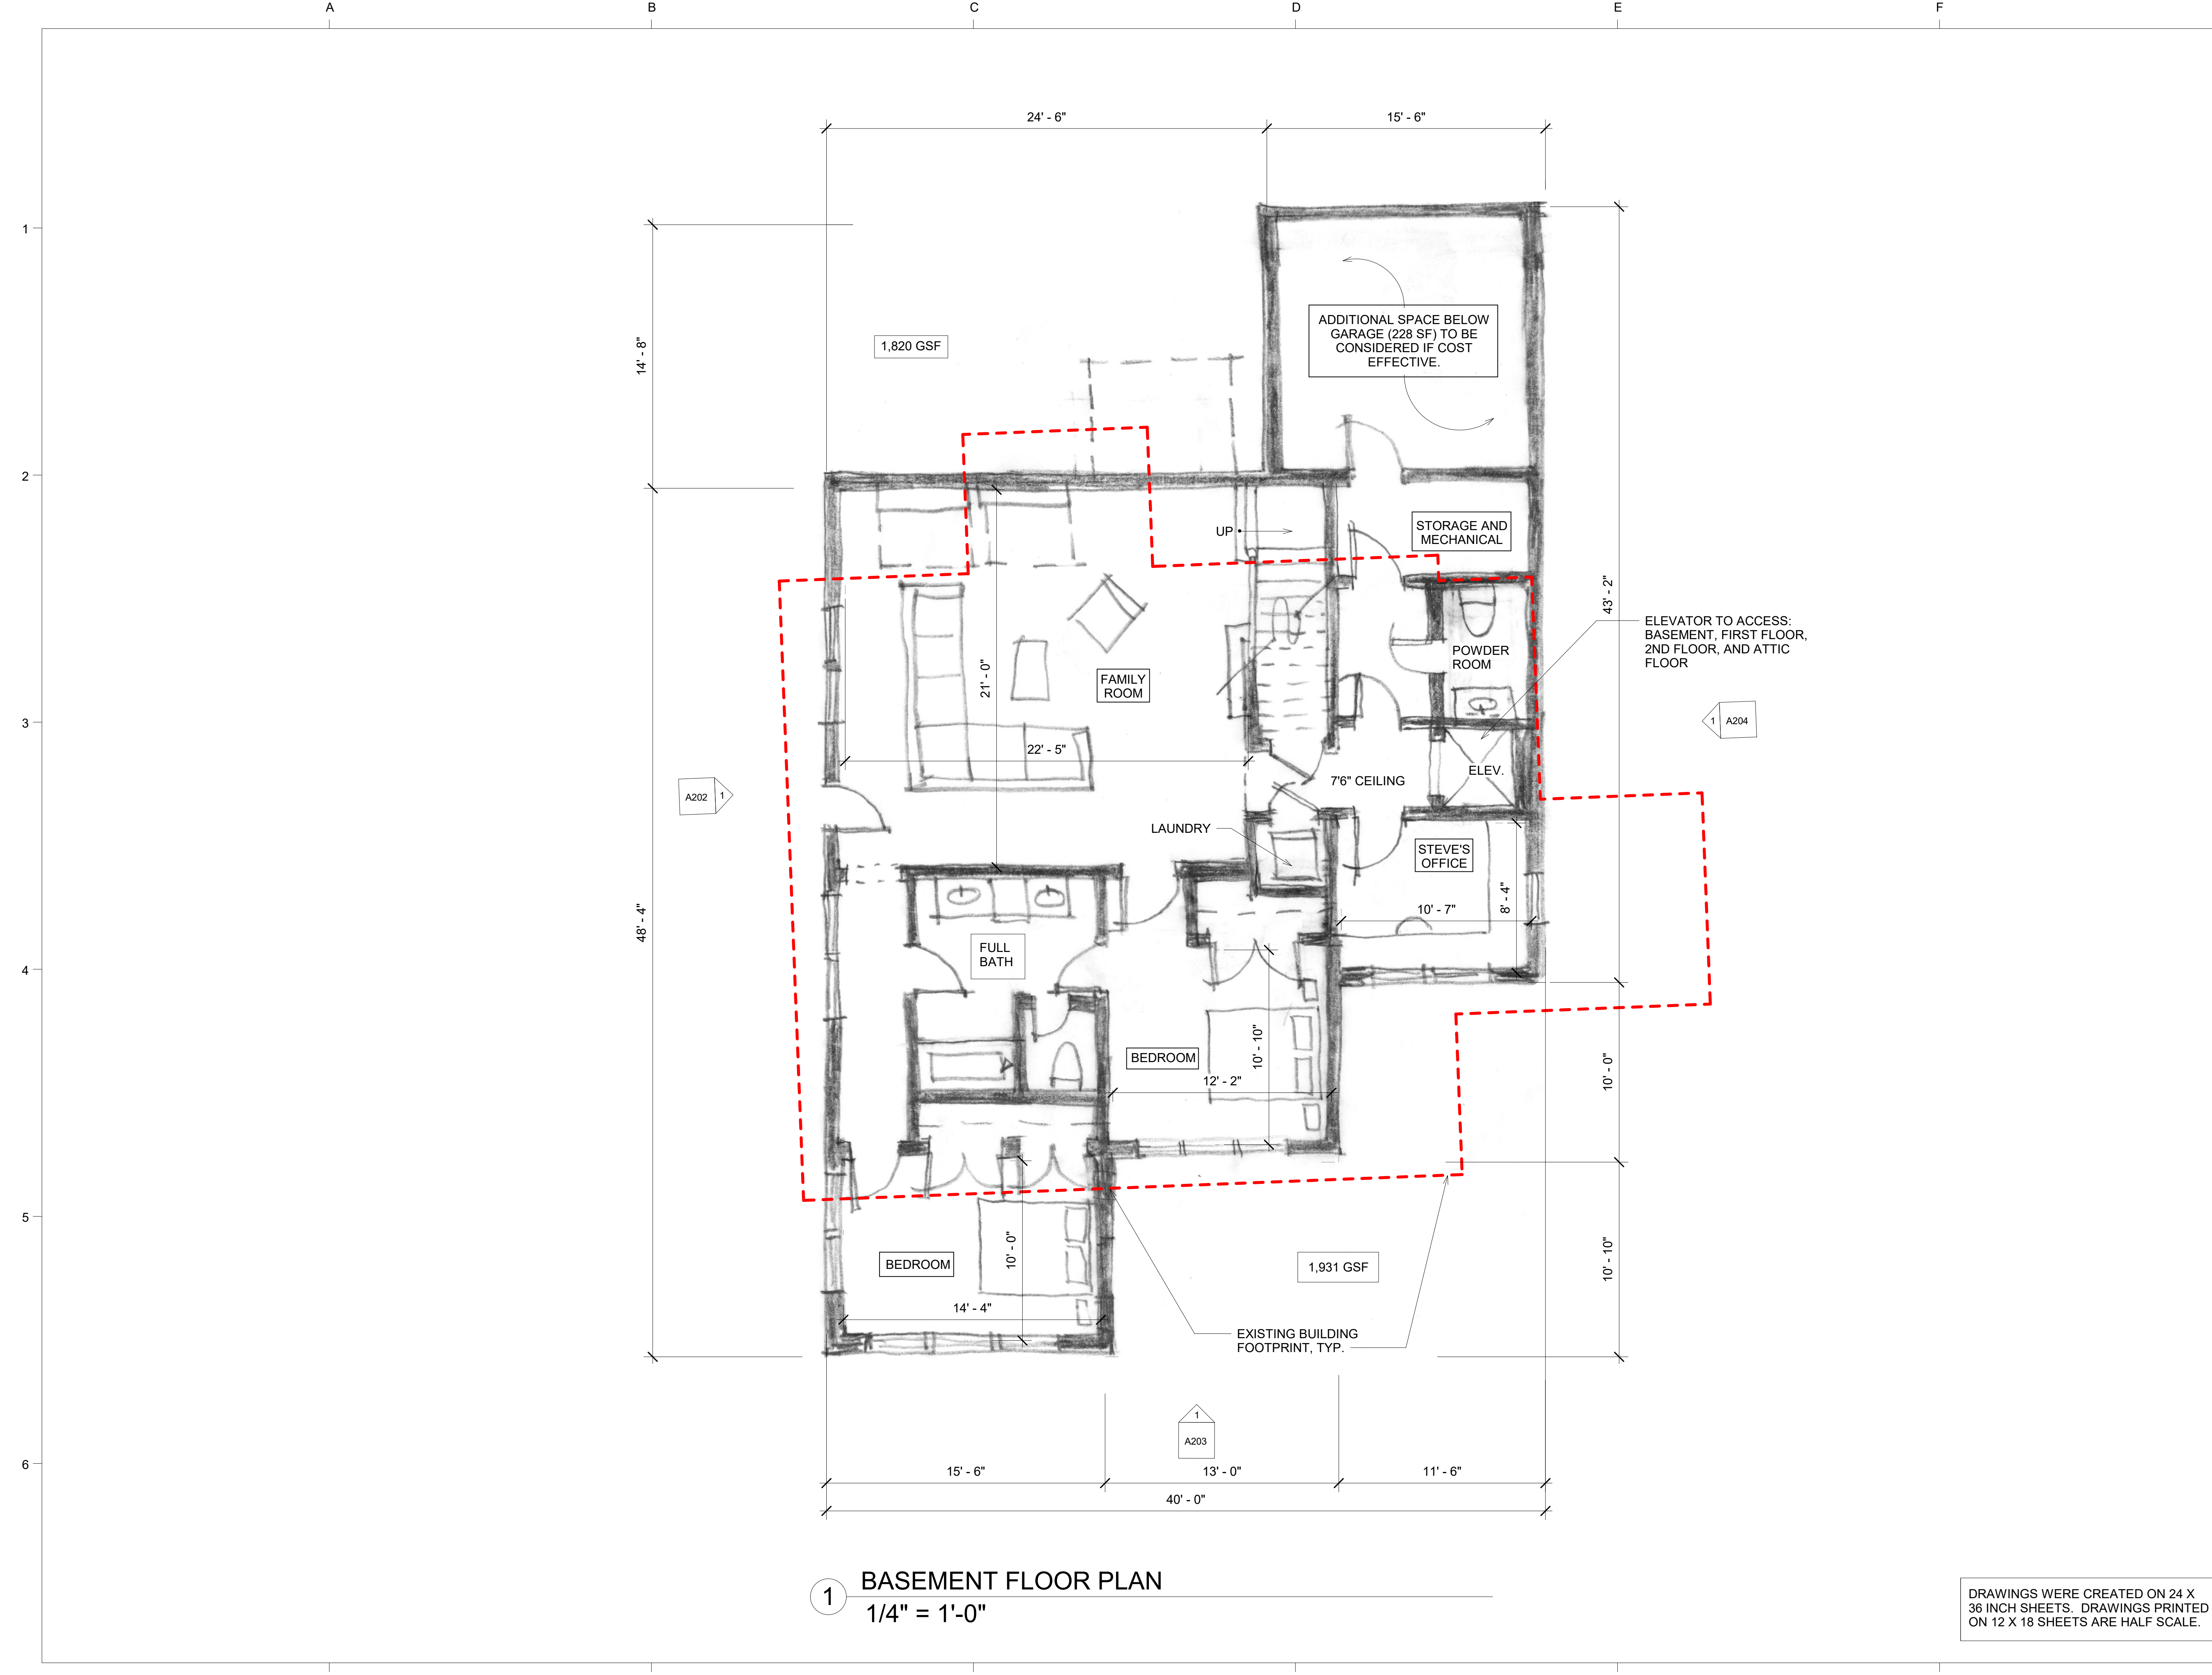 A B C D E F
24' - 6" 15' - 6"
1
14' - 8"
1,820 GSF
ADDITIONAL SPACE BELOW
GARAGE (228 SF) TO BE
CONSIDERED IF COST
EFFECTIVE.
2
UP
STORAGE AND
MECHANICAL
43' - 2"
ELEVATOR TO ACCESS:
BASEMENT, FIRST FLOOR,
2ND FLOOR, AND ATTIC
FLOOR
POWDER
ROOM
21' - 0"
FAMILY
ROOM
3
1 A204
22' - 5"
7'6" CEILING
ELEV.
A202 1
LAUNDRY
STEVE'S
OFFICE
8' - 4"
10' - 7"
48' - 4"
FULL
BATH
4
10' - 10"
BEDROOM
12' - 2"
10' - 0"
5
10' - 0"
BEDROOM
1,931 GSF
10' - 10"
14' - 4"
EXISTING BUILDING
FOOTPRINT, TYP.
1
A203
6
15' - 6" 13' - 0" 11' - 6"
40' - 0"
1 BASEMENT FLOOR PLAN
1/4" = 1'-0"
DRAWINGS WERE CREATED ON 24 X
36 INCH SHEETS. DRAWINGS PRINTED
ON 12 X 18 SHEETS ARE HALF SCALE.